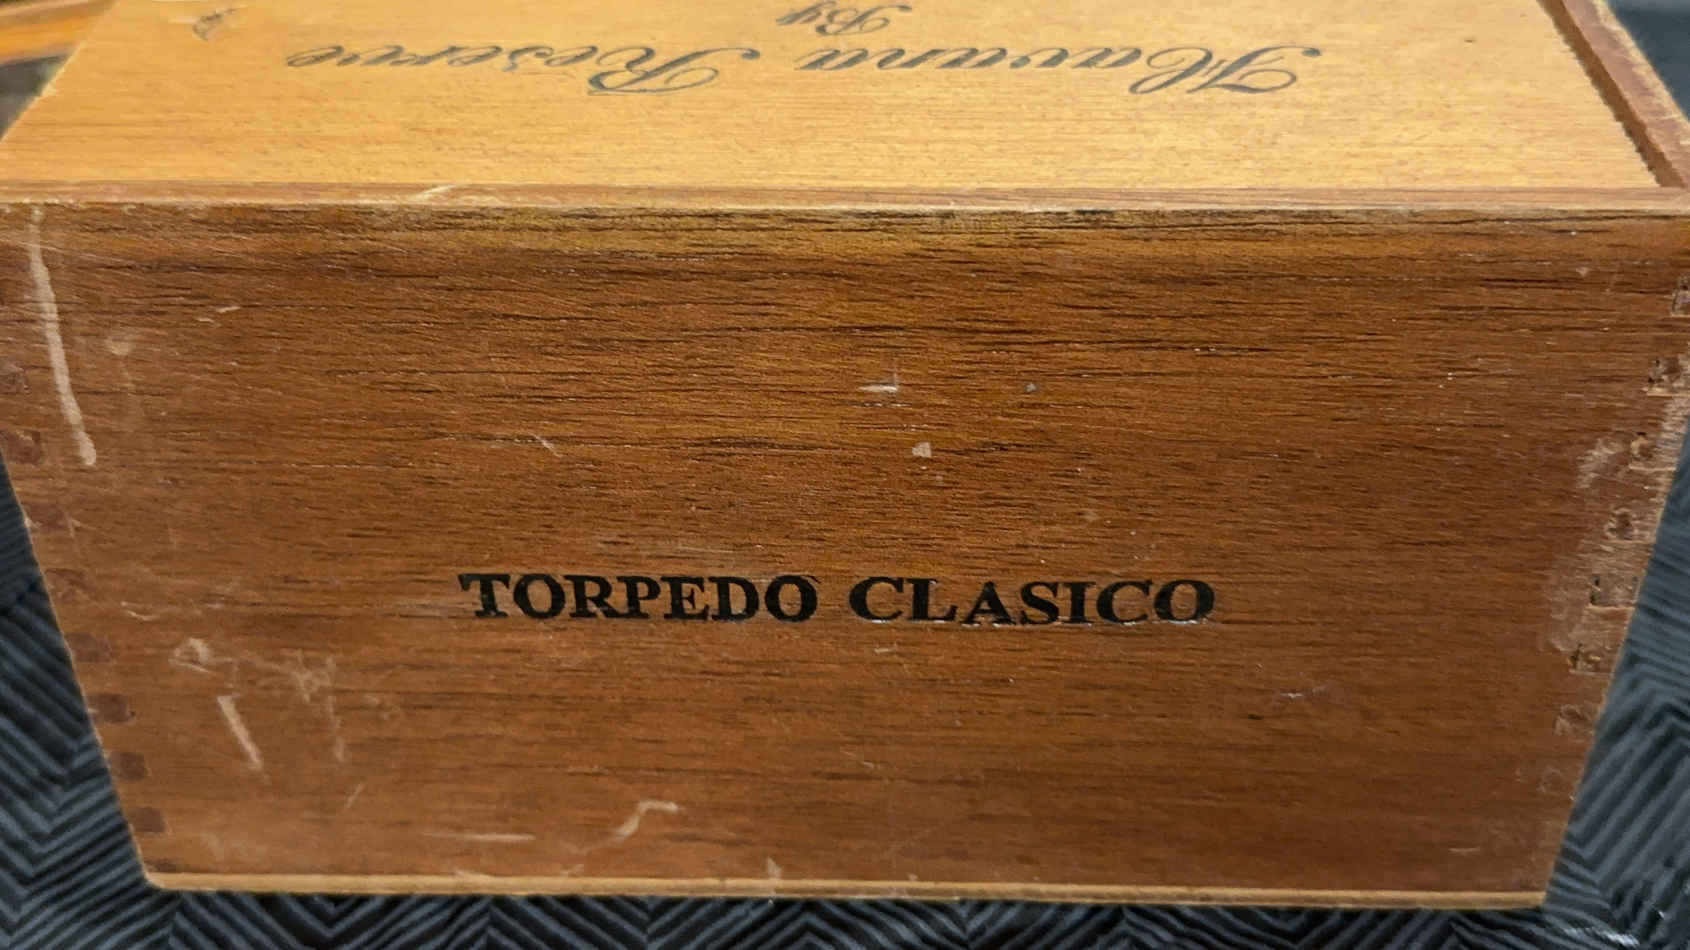 Havana Reserve
By
TORPEDO CLASICO